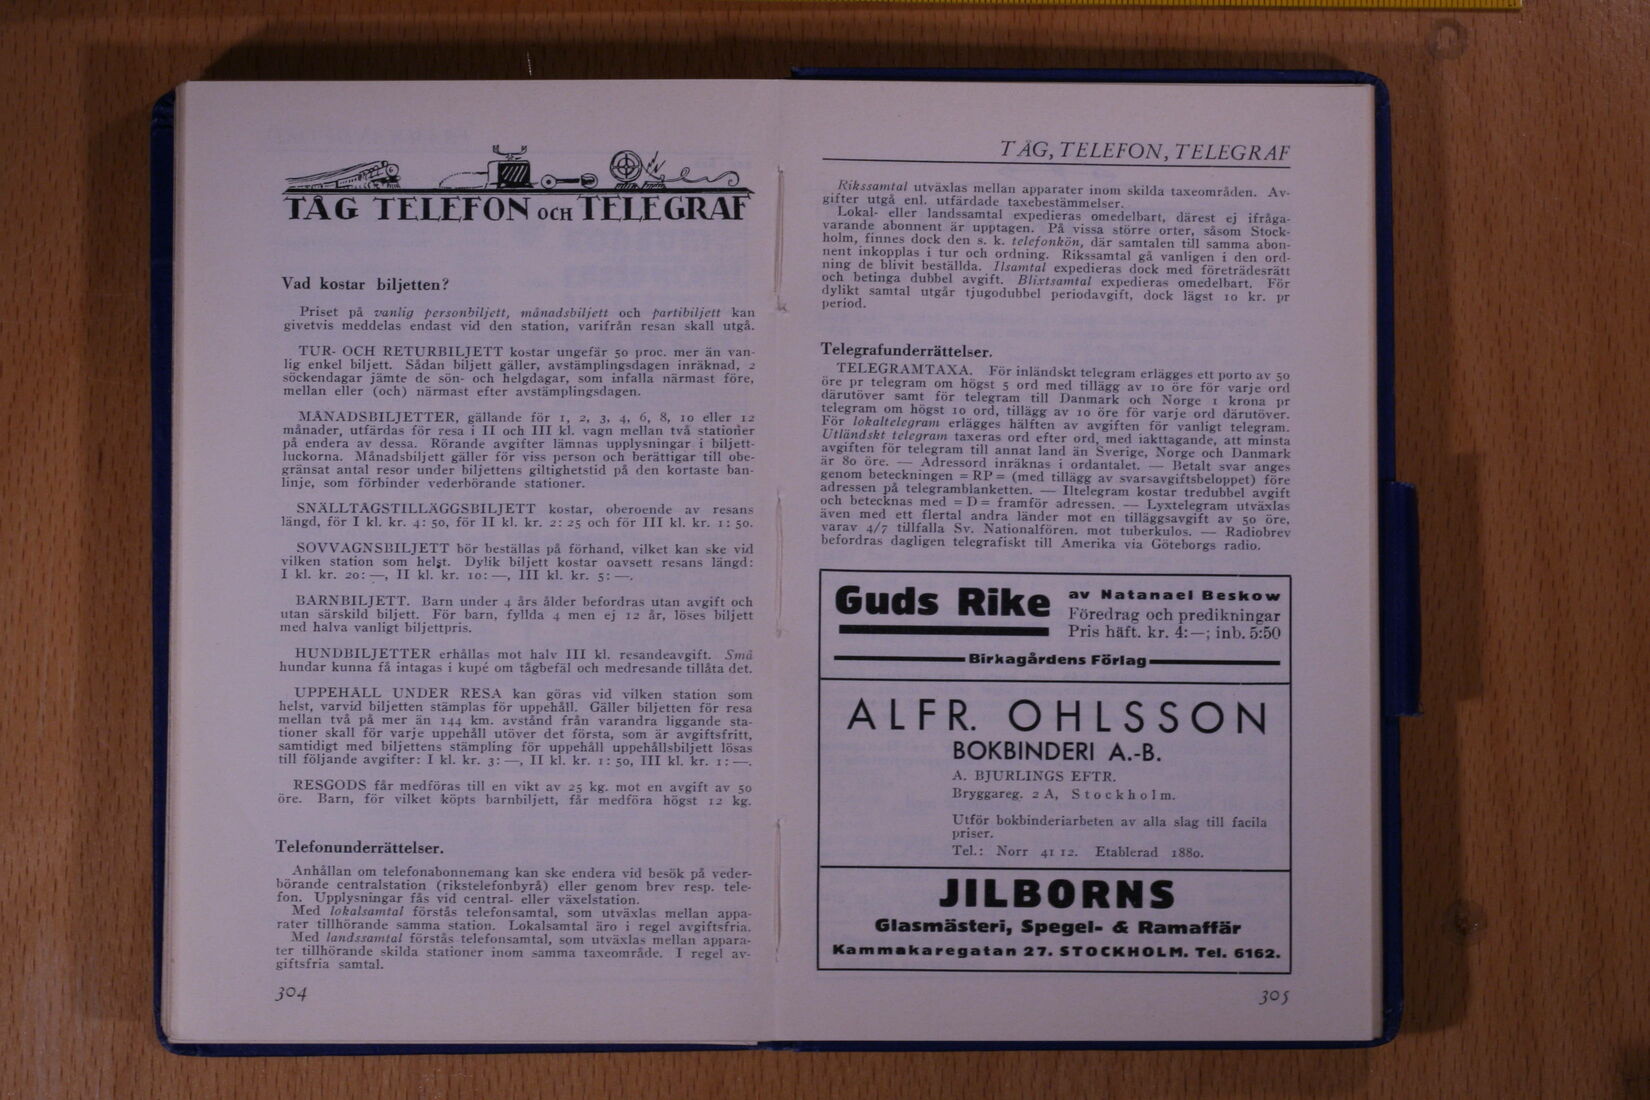 TÅG TELEFON OCH TELEGRAF
Vad kostar biljetten?
Priset på vanlig personbiljett, månadsbiljett och partibiljett kan
givetvis meddelas endast vid den station, varifrån resan skall utgå.
TUR- OCH RETURBILJETT kostar ungefär 50 proc. mer än van-
lig enkel biljett. Sådan biljett gäller, avstämplingsdagen inräknad, 2
söckendagar jämte de sön- och helgdagar, som infalla närmast före,
mellan eller (och) närmast efter avstämplingsdagen.
MÅNADSBILJETTER, gällande för 1, 2, 3, 4, 6, 8, 10 eller 12
månader, utfärdas för resa i II och III kl. vagn mellan två stationer
på endera av dessa. Rörande avgifter lämnas upplysningar i biljett-
luckorna. Månadsbiljett gäller för viss person och berättigar till obe-
gränsat antal resor under biljettens giltighetstid på den kortaste ban-
linje, som förbinder vederbörande stationer.
SNÄLLTÅGSTILLÄGGSBILJETT kostar, oberoende av resans
längd, för I kl. kr. 4: 50, för II kl. kr. 2: 25 och för III kl. kr. 1: 50.
SOVVAGNSBILJETT bör beställas på förhand, vilket kan ske vid
vilken station som helst. Dylik biljett kostar oavsett resans längd:
I kl. kr. 20: —, II kl. kr. 10: —, III kl. kr. 5: —.
BARNBILJETT. Barn under 4 års ålder befordras utan avgift och
utan särskild biljett. För barn, fyllda 4 men ej 12 år, löses biljett
med halva vanligt biljettpris.
HUNDBILJETTER erhållas mot halv III kl. resandeavgift. Små
hundar kunna få intagas i kupé om tågbefäl och medresande tillåta det.
UPPEHÅLL UNDER RESA kan göras vid vilken station som
helst, varvid biljetten stämplas för uppehåll. Gäller biljetten för resa
mellan två på mer än 144 km. avstånd från varandra liggande sta-
tioner skall för varje uppehåll utöver det första, som är avgiftsfritt,
samtidigt med biljettens stämpling för uppehåll uppehållsbiljett lösas
till följande avgifter: I kl. kr. 3: —, II kl. kr. 1: 50, III kl. kr. 1: —.
RESGODS får medföras till en vikt av 25 kg. mot en avgift av 50
öre. Barn, för vilket köpts barnbiljett, får medföra högst 12 kg.
Telefonunderrättelser.
Anhållan om telefonabonnemang kan ske endera vid besök på veder-
börande centralstation (rikstelefonbyrå) eller genom brev resp. tele-
fon. Upplysningar fås vid central- eller växelstation.
Med lokalsamtal förstås telefonsamtal, som utväxlas mellan appa-
rater tillhörande samma station. Lokalsamtal äro i regel avgiftsfria.
Med landssamtal förstås telefonsamtal, som utväxlas mellan appara-
ter tillhörande skilda stationer inom samma taxeområde. I regel av-
giftsfria samtal.
304
TÅG, TELEFON, TELEGRAF
Rikssamtal utväxlas mellan apparater inom skilda taxeområden. Av-
gifter utgå enl. utfärdade taxebestämmelser.
Lokal- eller landssamtal expedieras omedelbart, därest ej ifråga-
varande abonnent är upptagen. På vissa större orter, såsom Stock-
holm, finnes dock den s. k. telefonkön, där samtalen till samma abon-
nent inkopplas i tur och ordning. Rikssamtal gå vanligen i den ord-
ning de blivit beställda. Ilsamtal expedieras dock med företrädesrätt
och betinga dubbel avgift. Blixtsamtal expedieras omedelbart. För
dylikt samtal utgår tjugodubbel periodavgift, dock lägst 10 kr. pr
period.
Telegrafunderrättelser.
TELEGRAMTAXA. För inländskt telegram erlägges ett porto av 50
öre pr telegram om högst 5 ord med tillägg av 10 öre för varje ord
därutöver samt för telegram till Danmark och Norge 1 krona pr
telegram om högst 10 ord, tillägg av 10 öre för varje ord därutöver.
För lokaltelegram erlägges hälften av avgiften för vanligt telegram.
Utländskt telegram taxeras ord efter ord, med iakttagande, att minsta
avgiften för telegram till annat land än Sverige, Norge och Danmark
är 80 öre. — Adressord inräknas i ordantalet. — Betalt svar anges
genom beteckningen = RP = (med tillägg av svarsavgiftsbeloppet) före
adressen på telegramblanketten. — Iltelegram kostar tredubbel avgift
och betecknas med = D = framför adressen. — Lyxtelegram utväxlas
även med ett flertal andra länder mot en tilläggsavgift av 50 öre,
varav 4/7 tillfalla Sv. Nationalfören. mot tuberkulos. — Radiobrev
befordras dagligen telegrafiskt till Amerika via Göteborgs radio.
Guds Rike
av Natanael Beskow
Föredrag och predikningar
Pris häft. kr. 4:—; inb. 5:50
Birkagårdens Förlag
ALFR. OHLSSON
BOKBINDERI A.-B.
A. BJURLINGS EFTR.
Bryggareg. 2 A, Stockholm.
Utför bokbinderiarbeten av alla slag till facila
priser.
Tel.: Norr 41 12. Etablerad 1880.
JILBORNS
Glasmästeri, Spegel- & Ramaffär
Kammakaregatan 27. STOCKHOLM. Tel. 6162.
305